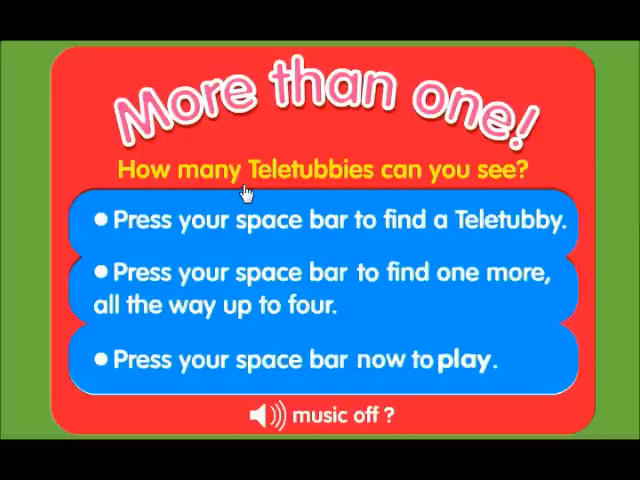 More than one!
How many Teletubbies can you see?
• Press your space bar to find a Teletubby.
• Press your space bar to find one more,
all the way up to four.
• Press your space bar now to play.
music off ?